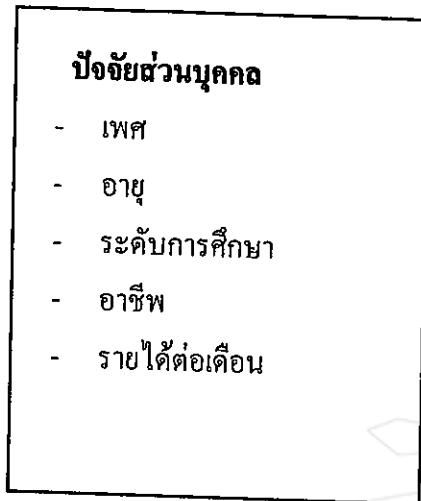 ปัจจัยส่วนบุคคล
- เพศ
- อายุ
- ระดับการศึกษา
- อาชีพ
- รายได้ต่อเดือน